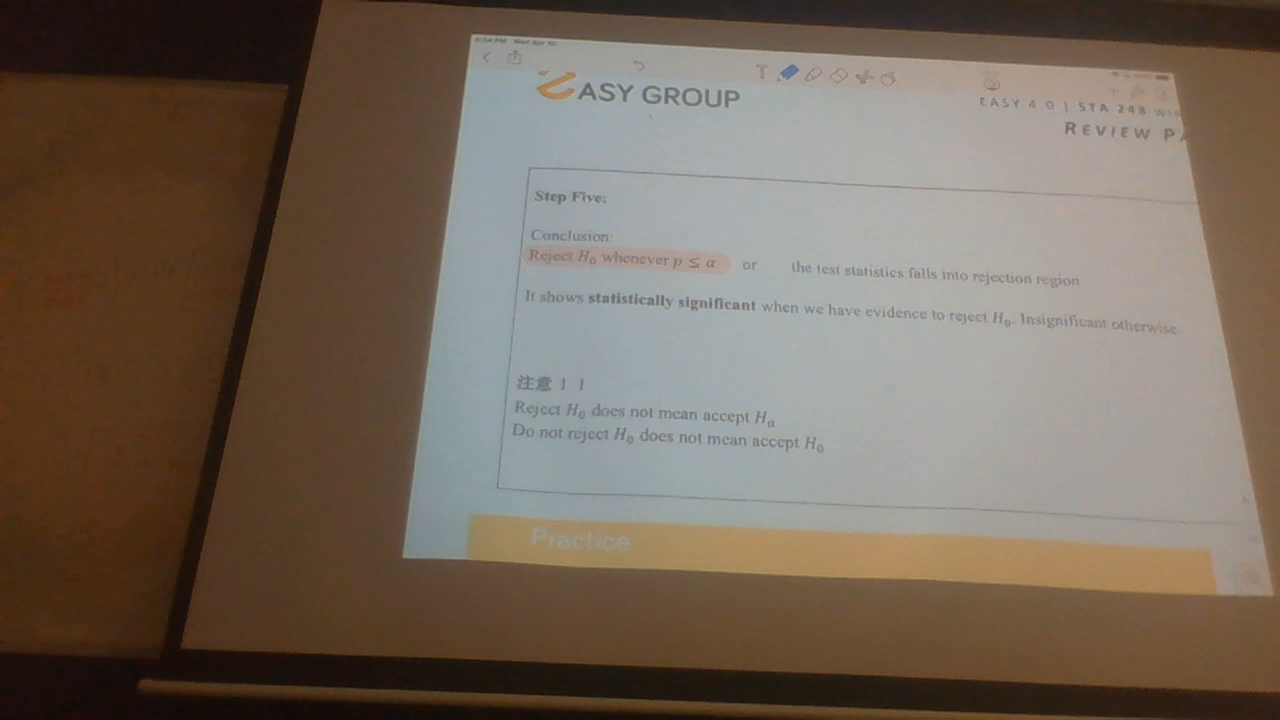 EASY GROUP
EASY 4.0 | STA 248 WIN
REVIEW PA
Step Five:
Conclusion:
Reject H₀ whenever p ≤ α or the test statistics falls into rejection region
It shows statistically significant when we have evidence to reject H₀. Insignificant otherwise.
注意！！
Reject H₀ does not mean accept Hₐ
Do not reject H₀ does not mean accept H₀
Practice